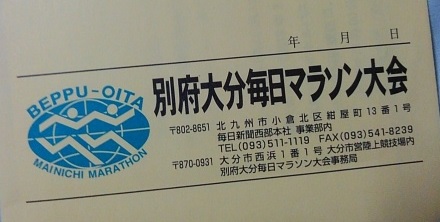 年 月 日
BEPPU-OITA
MAINICHI MARATHON
別府大分毎日マラソン大会
〒802-8651 北九州市小倉北区紺屋町13番1号
毎日新聞西部本社 事業部内
TEL(093)511-1119 FAX(093)541-8239
〒870-0931 大分市西浜1番1号 大分市営陸上競技場内
別府大分毎日マラソン大会事務局